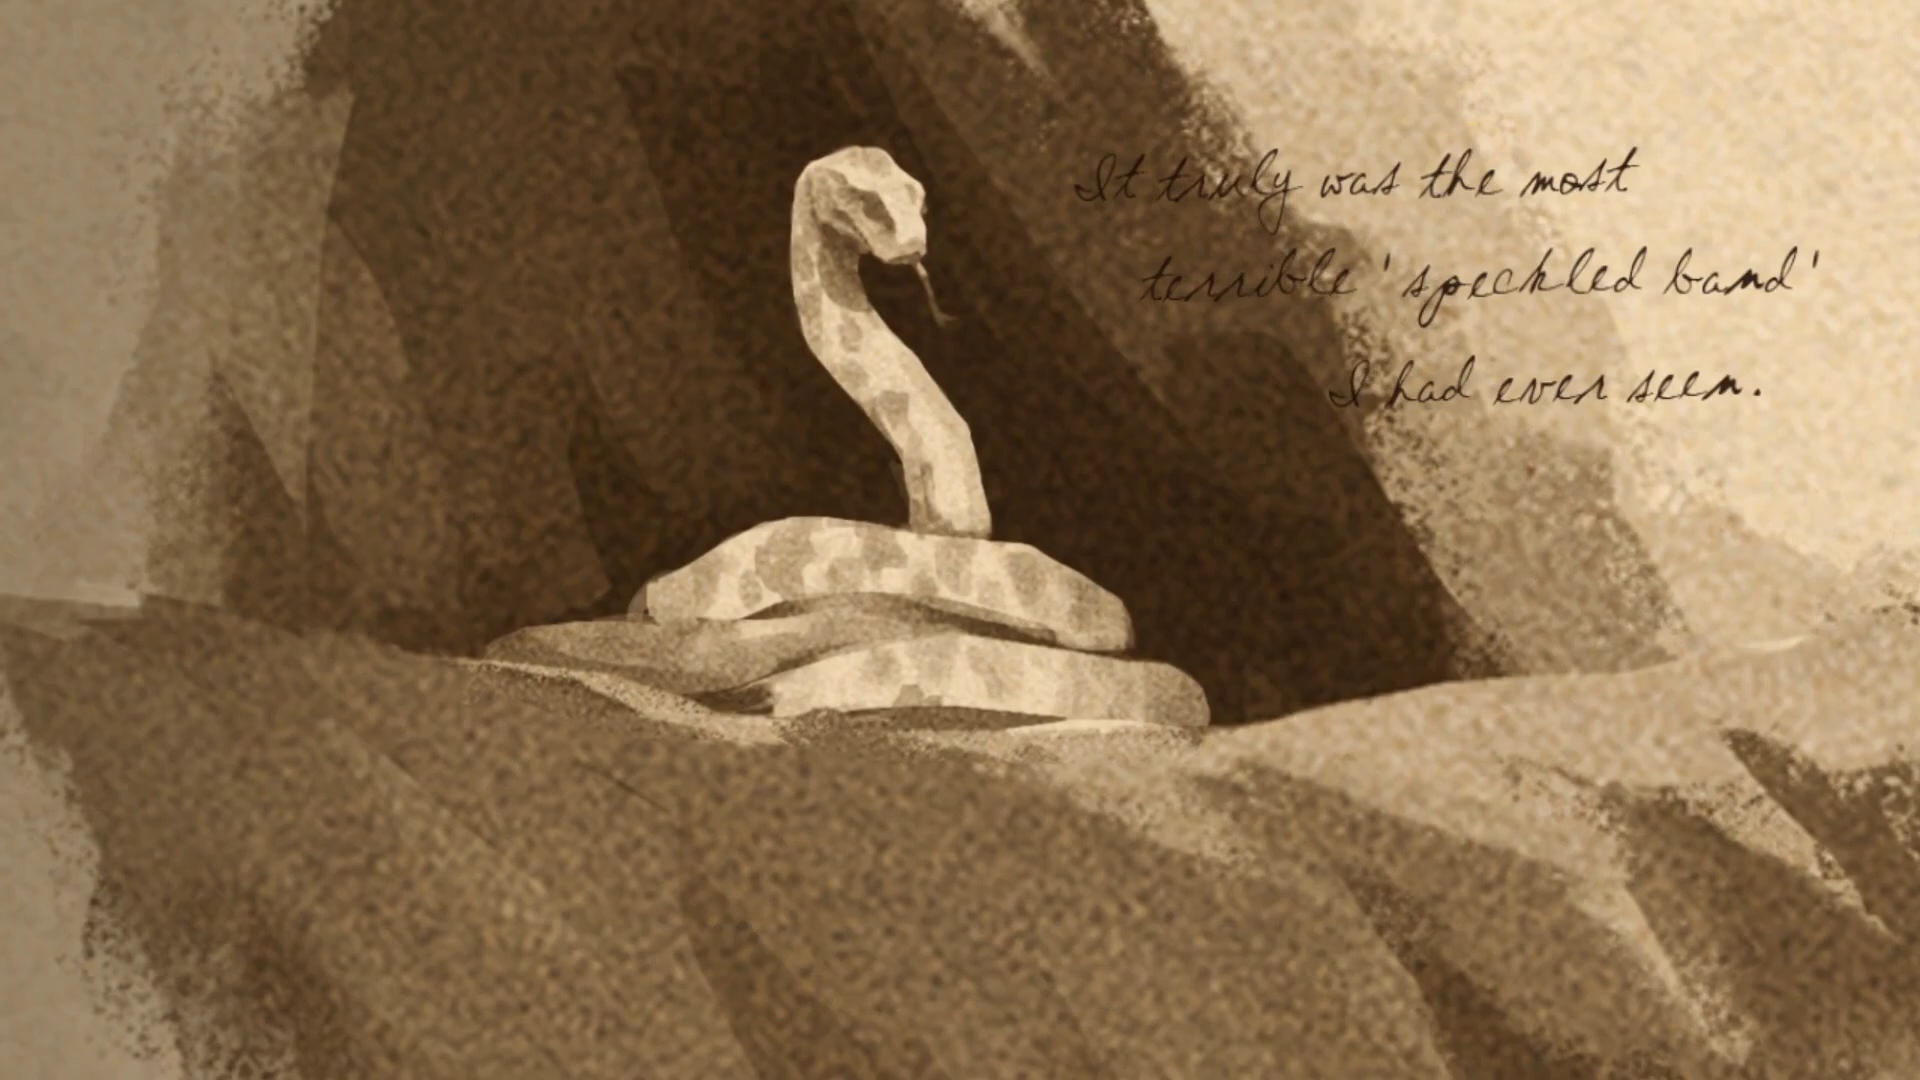 It truly was the most
terrible 'speckled band'
I had ever seen.